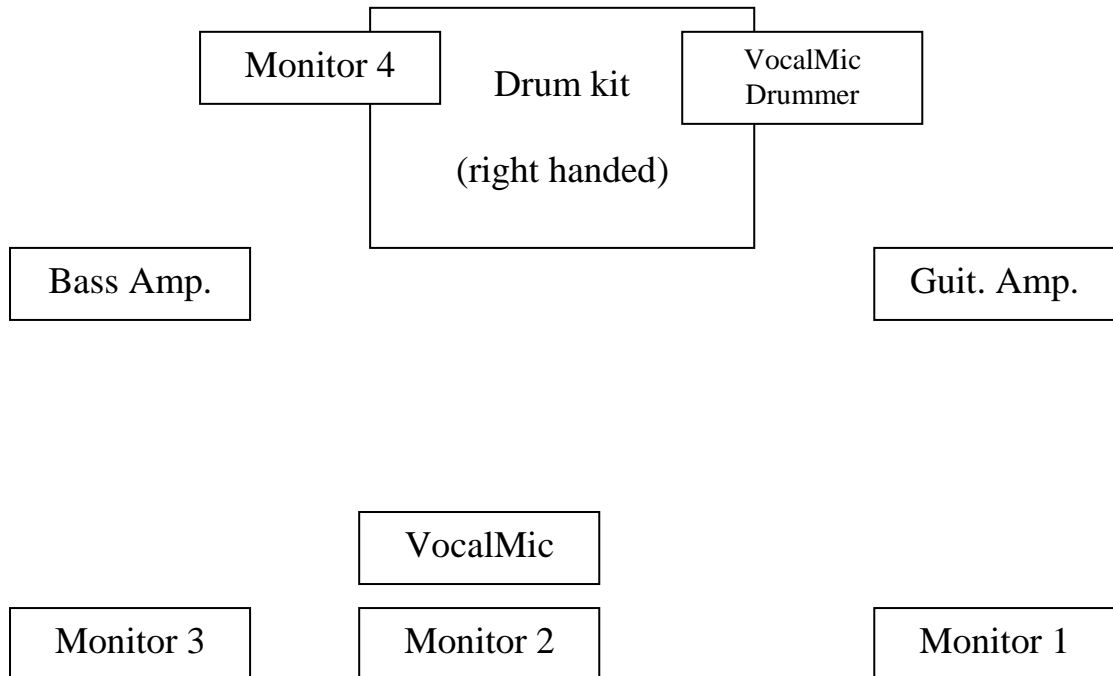 Monitor 4
Drum kit
(right handed)
VocalMic
Drummer
Bass Amp.
Guit. Amp.
VocalMic
Monitor 3
Monitor 2
Monitor 1